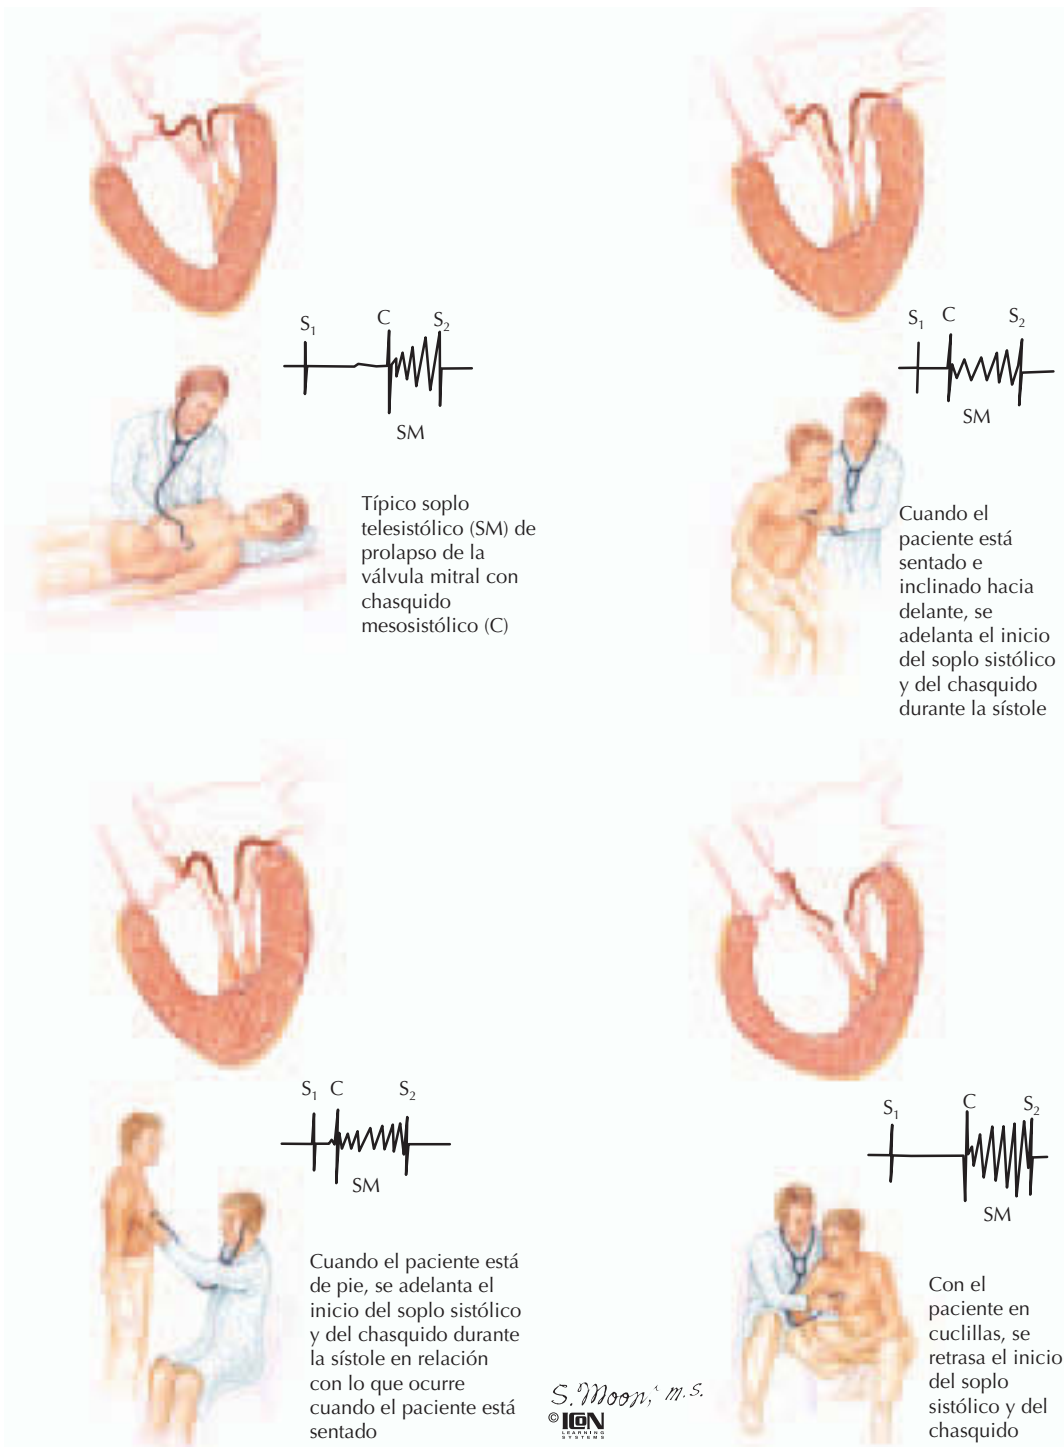 S1 C S2
SM
Típico soplo
telesistólico (SM) de
prolapso de la
válvula mitral con
chasquido
mesosistólico (C)
S1 C S2
SM
Cuando el
paciente está
sentado e
inclinado hacia
delante, se
adelanta el inicio
del soplo sistólico
y del chasquido
durante la sístole
S1 C S2
SM
Cuando el paciente está
de pie, se adelanta el
inicio del soplo sistólico
y del chasquido durante
la sístole en relación
con lo que ocurre
cuando el paciente está
sentado
S1 C S2
SM
Con el
paciente en
cuclillas, se
retrasa el inicio
del soplo
sistólico y del
chasquido
S. Moon, M.S.
© ICON
LEARNING
SYSTEMS